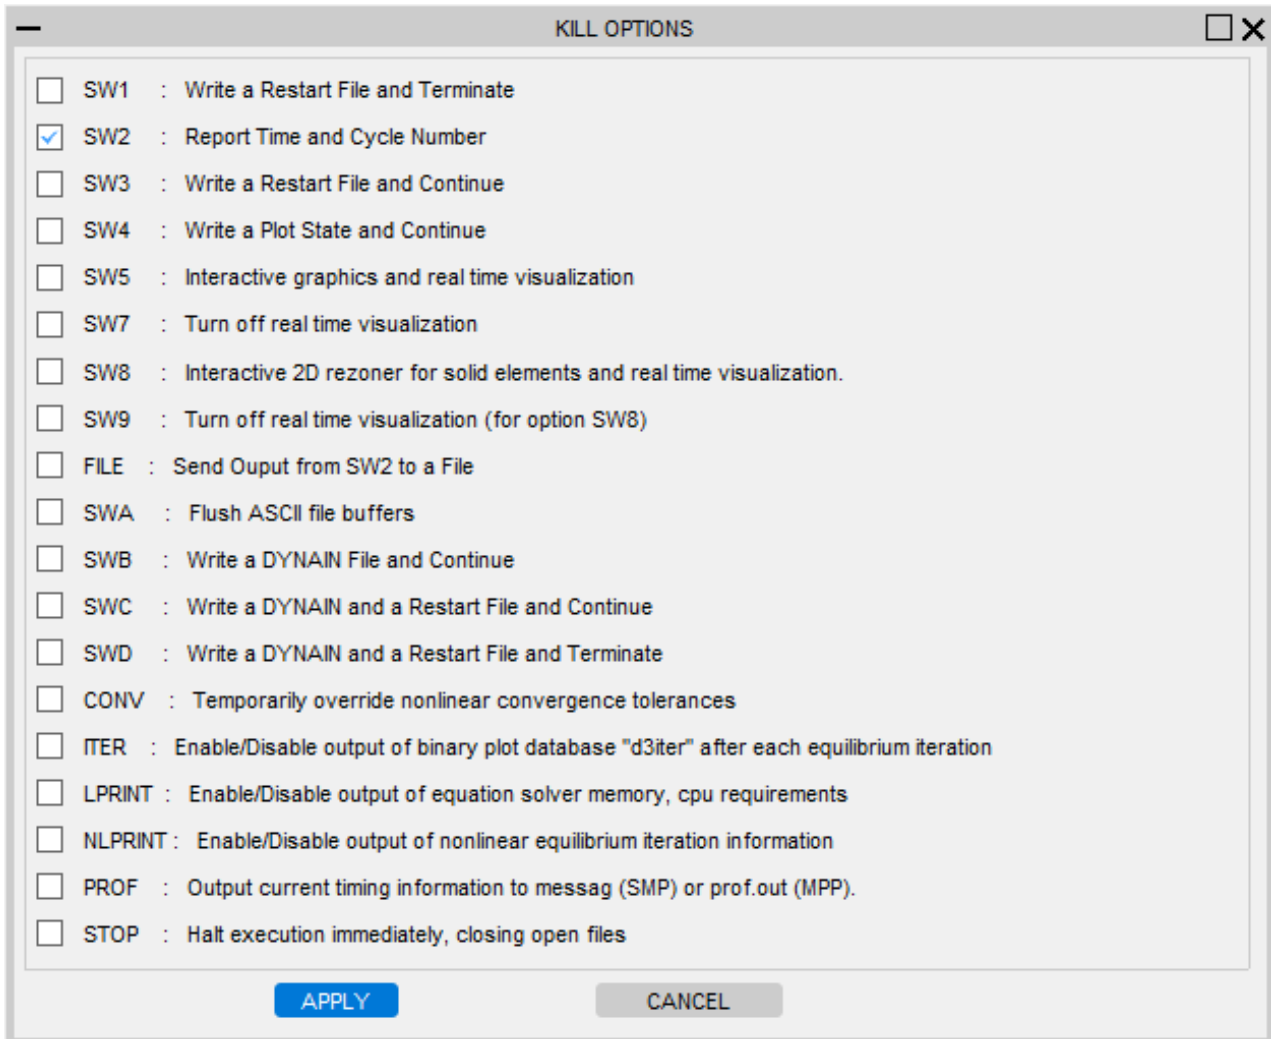 KILL OPTIONS
SW1 : Write a Restart File and Terminate
SW2 : Report Time and Cycle Number
SW3 : Write a Restart File and Continue
SW4 : Write a Plot State and Continue
SW5 : Interactive graphics and real time visualization
SW7 : Turn off real time visualization
SW8 : Interactive 2D rezoner for solid elements and real time visualization.
SW9 : Turn off real time visualization (for option SW8)
FILE : Send Ouput from SW2 to a File
SWA : Flush ASCII file buffers
SWB : Write a DYNAIN File and Continue
SWC : Write a DYNAIN and a Restart File and Continue
SWD : Write a DYNAIN and a Restart File and Terminate
CONV : Temporarily override nonlinear convergence tolerances
ITER : Enable/Disable output of binary plot database "d3iter" after each equilibrium iteration
LPRINT : Enable/Disable output of equation solver memory, cpu requirements
NLPRINT : Enable/Disable output of nonlinear equilibrium iteration information
PROF : Output current timing information to messag (SMP) or prof.out (MPP).
STOP : Halt execution immediately, closing open files
APPLY CANCEL